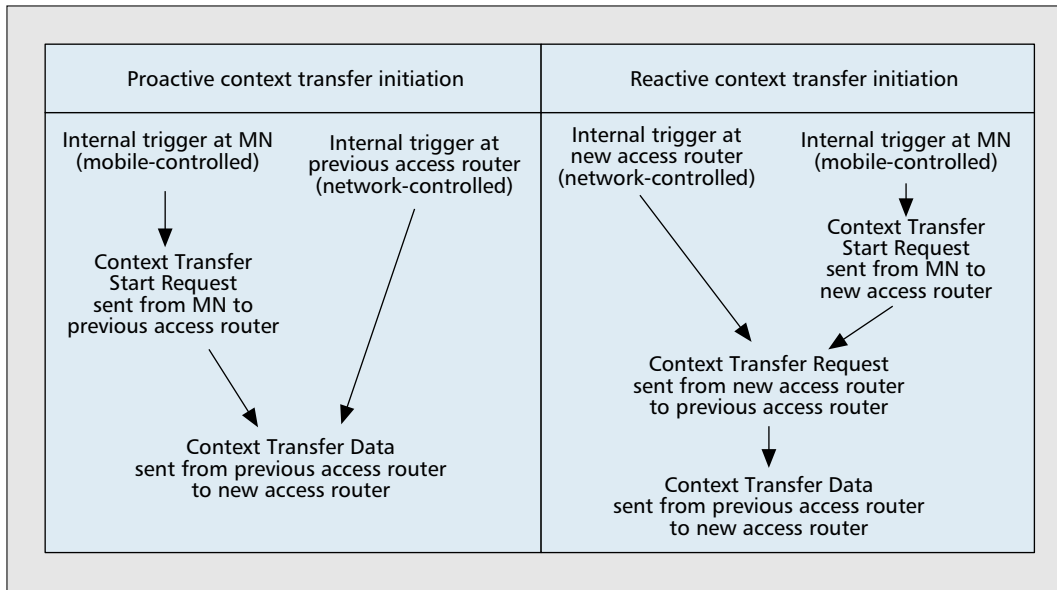 Proactive context transfer initiation
Reactive context transfer initiation
Internal trigger at MN
(mobile-controlled)
Internal trigger at
previous access router
(network-controlled)
Context Transfer
Start Request
sent from MN to
previous access router
Context Transfer Data
sent from previous access router
to new access router
Internal trigger at
new access router
(network-controlled)
Internal trigger at MN
(mobile-controlled)
Context Transfer
Start Request
sent from MN to
new access router
Context Transfer Request
sent from new access router
to previous access router
Context Transfer Data
sent from previous access router
to new access router